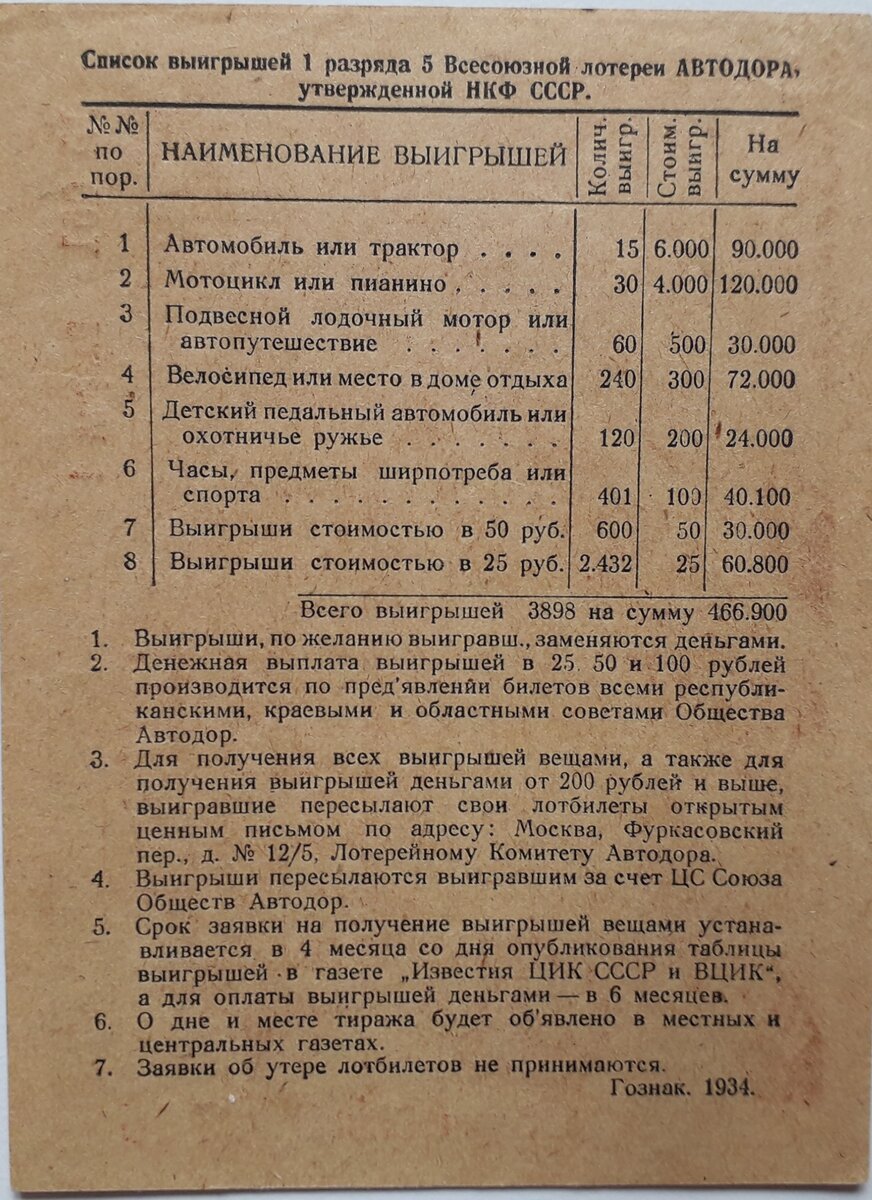 Список выигрышей 1 разряда 5 Всесоюзной лотереи АВТОДОРА,
утвержденной НКФ СССР.
№№ по пор. НАИМЕНОВАНИЕ ВЫИГРЫШЕЙ Колич. выигр. Стоим. выигр. На сумму
1 Автомобиль или трактор . . . . 15 6.000 90.000
2 Мотоцикл или пианино . . . . . 30 4.000 120.000
3 Подвесной лодочный мотор или
автопутешествие . . . . . . . 60 500 30.000
4 Велосипед или место в доме отдыха 240 300 72.000
5 Детский педальный автомобиль или
охотничье ружье . . . . . . . 120 200 24.000
6 Часы, предметы ширпотреба или
спорта . . . . . . . . . . . . 401 100 40.100
7 Выигрыши стоимостью в 50 руб. 600 50 30.000
8 Выигрыши стоимостью в 25 руб. 2.432 25 60.800
Всего выигрышей 3898 на сумму 466.900
1. Выигрыши, по желанию выигравш., заменяются деньгами.
2. Денежная выплата выигрышей в 25. 50 и 100 рублей
производится по пред'явлении билетов всеми республи-
канскими, краевыми и областными советами Общества
Автодор.
3. Для получения всех выигрышей вещами, а также для
получения выигрышей деньгами от 200 рублей и выше,
выигравшие пересылают свои лотбилеты открытым
ценным письмом по адресу: Москва, Фуркасовский
пер., д. № 12/5, Лотерейному Комитету Автодора.
4. Выигрыши пересылаются выигравшим за счет ЦС Союза
Обществ Автодор.
5. Срок заявки на получение выигрышей вещами устана-
вливается в 4 месяца со дня опубликования таблицы
выигрышей в газете „Известия ЦИК СССР и ВЦИК“,
а для оплаты выигрышей деньгами — в 6 месяцев.
6. О дне и месте тиража будет об'явлено в местных и
центральных газетах.
7. Заявки об утере лотбилетов не принимаются.
Гознак. 1934.